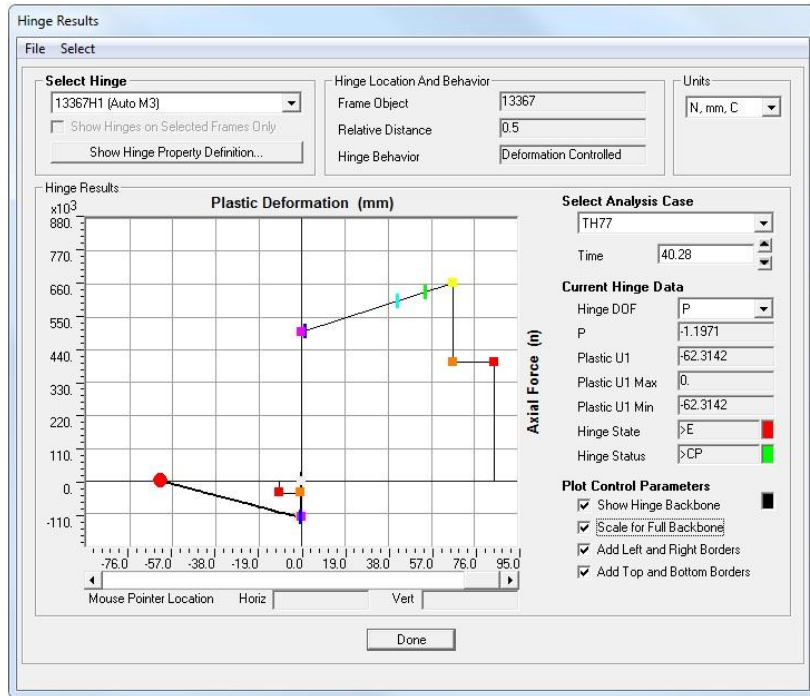 Hinge Results
File Select
Select Hinge
13367H1 (Auto M3)
Show Hinges on Selected Frames Only
Show Hinge Property Definition...
Hinge Location And Behavior
Frame Object 13367
Relative Distance 0.5
Hinge Behavior Deformation Controlled
Units
N, mm, C
Hinge Results
x103
Plastic Deformation (mm)
880.
770.
660.
550.
440.
330.
220.
110.
0.
-110.
-76.0 -57.0 -38.0 -19.0 0.0 19.0 38.0 57.0 76.0 95.0
Axial Force (n)
Mouse Pointer Location Horiz Vert
Select Analysis Case
TH77
Time 40.28
Current Hinge Data
Hinge DOF P
P -1.1971
Plastic U1 -62.3142
Plastic U1 Max 0.
Plastic U1 Min -62.3142
Hinge State >E
Hinge Status >CP
Plot Control Parameters
Show Hinge Backbone
Scale for Full Backbone
Add Left and Right Borders
Add Top and Bottom Borders
Done